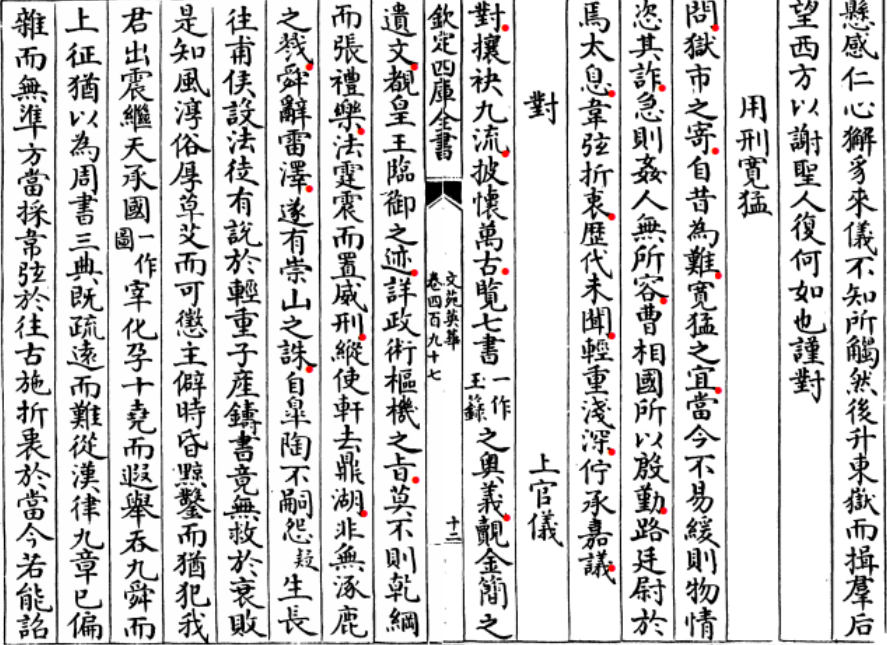 懸感仁心獬豸來儀不知所觸然後升東嶽而揖羣后
望西方以謝聖人復何如也謹對
用刑寛猛
問獄市之寄自昔為難寛猛之宜當今不易緩則物情
恣其詐急則姦人無所容曹相國所以殷勤路廷尉於
焉太息韋弦折衷歴代未聞輕重淺深佇承嘉議
對 上官儀
對攘袂九流披懷萬古覽七書一作玉籙之奥義覿金簡之
欽定四庫全書 文苑英華 卷四百九十七 十二
遺文覩皇王臨御之迹詳政術樞機之旨莫不則乾綱
而張禮樂法霆震而置威刑縱使軒去鼎湖非無涿鹿
之戮舜辭雷澤遂有崇山之誅自臯陶不嗣怨疑生長
往甫侯設法徒有說於輕重子產鑄書竟無救於衰敗
是知風淳俗厚草艾而可懲主僻時昏黥鑿而猶犯我
君出震繼天承國一作圖宰化孕十堯而遐舉吞九舜而
上征猶以為周書三典既疏遠而難從漢律九章已偏
雜而無準方當採韋弦於往古施折衷於當今若能詔